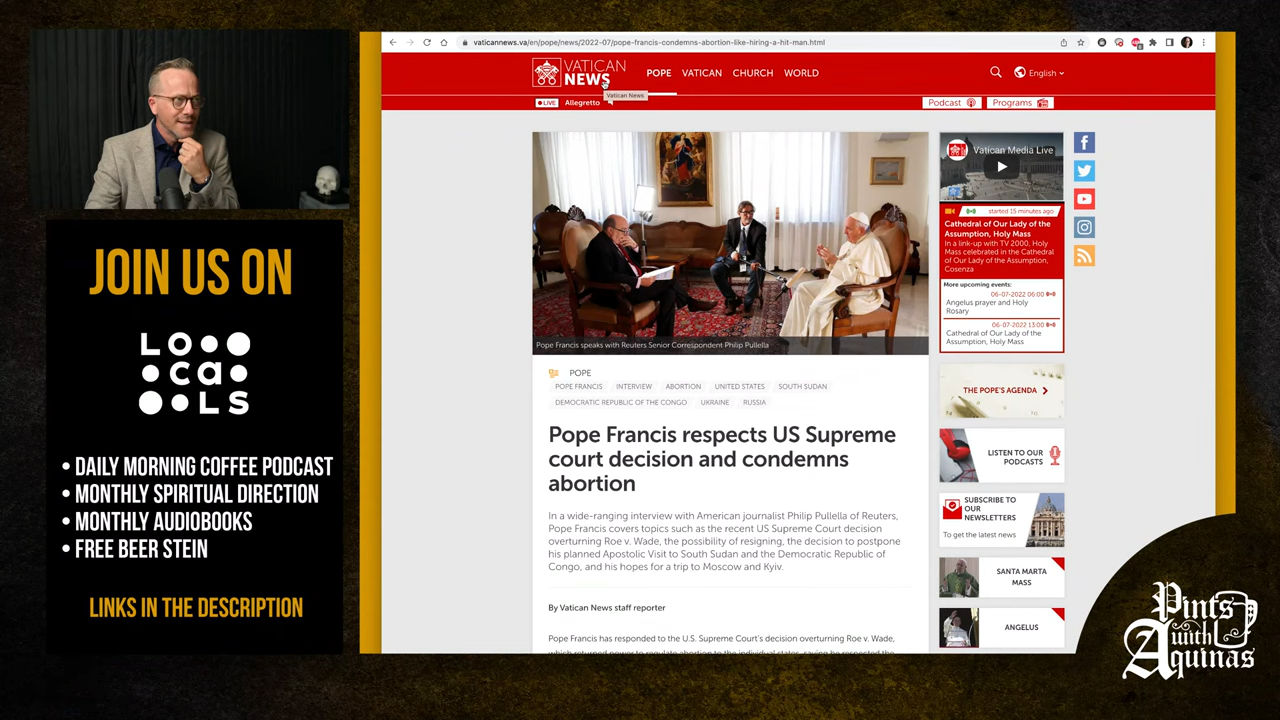 JOIN US ON
Locals
• DAILY MORNING COFFEE PODCAST
• MONTHLY SPIRITUAL DIRECTION
• MONTHLY AUDIOBOOKS
• FREE BEER STEIN
LINKS IN THE DESCRIPTION
vaticannews.va/en/pope/news/2022-07/pope-francis-condemns-abortion-like-hiring-a-hit-man.html
VATICAN
NEWS
POPE VATICAN CHURCH WORLD
English
Vatican News
LIVE Allegretto
Podcast Programs
Pope Francis speaks with Reuters Senior Correspondent Philip Pullella
POPE
POPE FRANCIS INTERVIEW ABORTION UNITED STATES SOUTH SUDAN
DEMOCRATIC REPUBLIC OF THE CONGO UKRAINE RUSSIA
Pope Francis respects US Supreme
court decision and condemns
abortion
In a wide-ranging interview with American journalist Philip Pullella of Reuters,
Pope Francis covers topics such as the recent US Supreme Court decision
overturning Roe v. Wade, the possibility of resigning, the decision to postpone
his planned Apostolic Visit to South Sudan and the Democratic Republic of
Congo, and his hopes for a trip to Moscow and Kyiv.
By Vatican News staff reporter
Pope Francis has responded to the U.S. Supreme Court's decision overturning Roe v. Wade,
Vatican Media Live
started 15 minutes ago
Cathedral of Our Lady of the
Assumption, Holy Mass
In a link-up with TV 2000, Holy
Mass celebrated in the Cathedral
of Our Lady of the Assumption,
Cosenza
More upcoming events:
06-07-2022 06:00
Angelus prayer and Holy
Rosary
06-07-2022 13:00
Cathedral of Our Lady of the
Assumption, Holy Mass
THE POPE'S AGENDA
LISTEN TO OUR
PODCASTS
SUBSCRIBE TO
OUR
NEWSLETTERS
To get the latest news
SANTA MARTA
MASS
ANGELUS
Pints
with
Aquinas